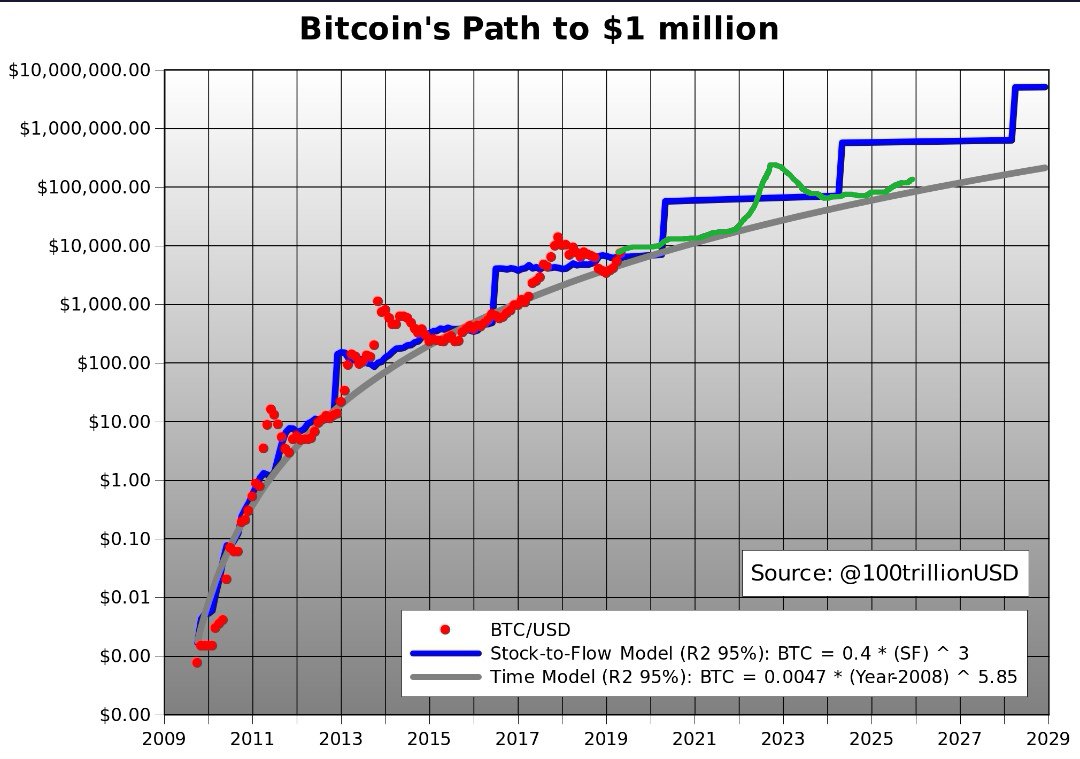 Bitcoin's Path to $1 million
$10,000,000.00
$1,000,000.00
$100,000.00
$10,000.00
$1,000.00
$100.00
$10.00
$1.00
$0.10
$0.01
$0.00
$0.00
Source: @100trillionUSD
BTC/USD
Stock-to-Flow Model (R2 95%): BTC = 0.4 * (SF) ^ 3
Time Model (R2 95%): BTC = 0.0047 * (Year-2008) ^ 5.85
2009 2011 2013 2015 2017 2019 2021 2023 2025 2027 2029